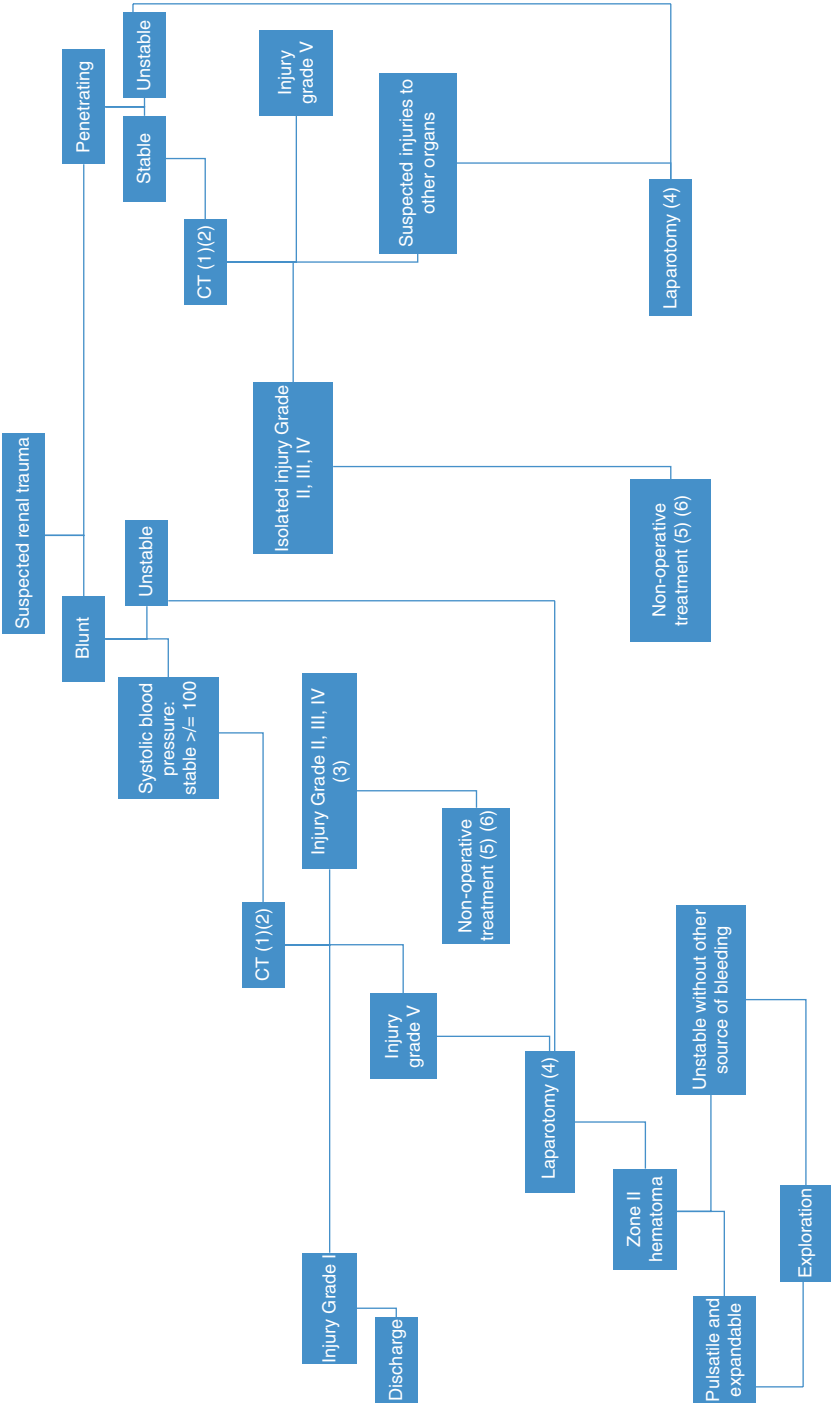 Suspected renal trauma
Blunt
Penetrating
Systolic blood
pressure:
stable >/= 100
Unstable
Stable
Unstable
CT (1)(2)
CT (1)(2)
Injury Grade I
Injury Grade II, III, IV
(3)
Isolated injury Grade
II, III, IV
Injury
grade V
Discharge
Injury
grade V
Non-operative
treatment (5) (6)
Suspected injuries to
other organs
Laparotomy (4)
Non-operative
treatment (5) (6)
Laparotomy (4)
Zone II
hematoma
Pulsatile and
expandable
Unstable without other
source of bleeding
Exploration